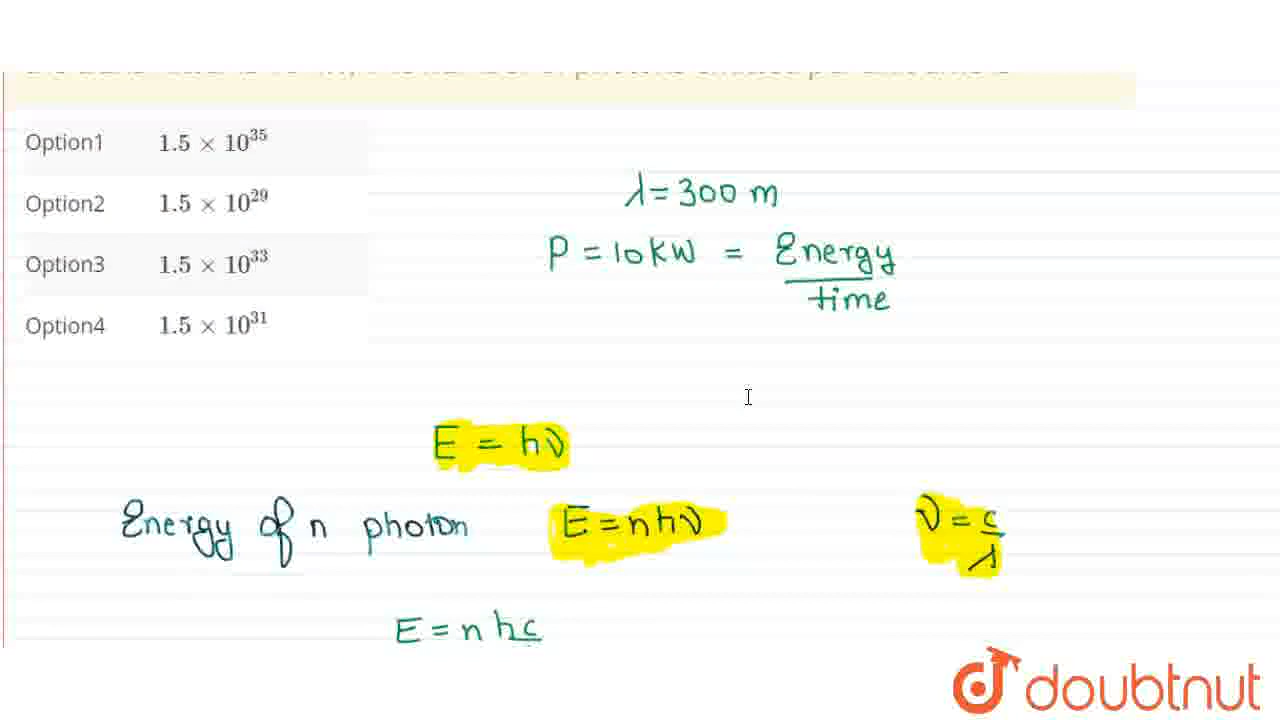 Option1 1.5 × 10^35
Option2 1.5 × 10^29
Option3 1.5 × 10^33
Option4 1.5 × 10^31
λ = 300 m
P = 10 kW = Energy
time
E = hν
Energy of n photon E = nhν ν = c
λ
E = n hc
doubtnut